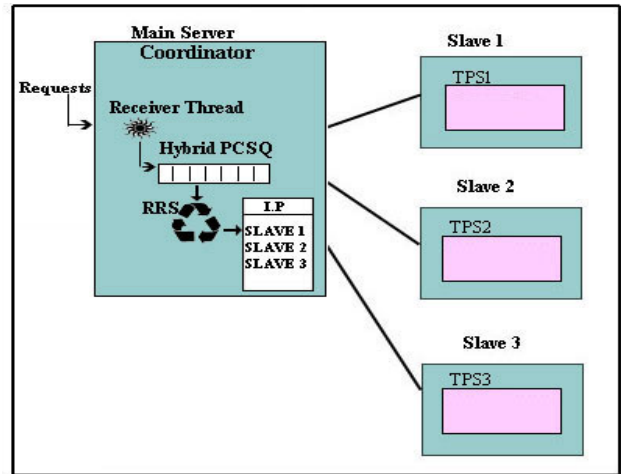 Main Server
Coordinator
Requests
Receiver Thread
Hybrid PCSQ
RRS
I.P
SLAVE 1
SLAVE 2
SLAVE 3
Slave 1
TPS1
Slave 2
TPS2
Slave 3
TPS3